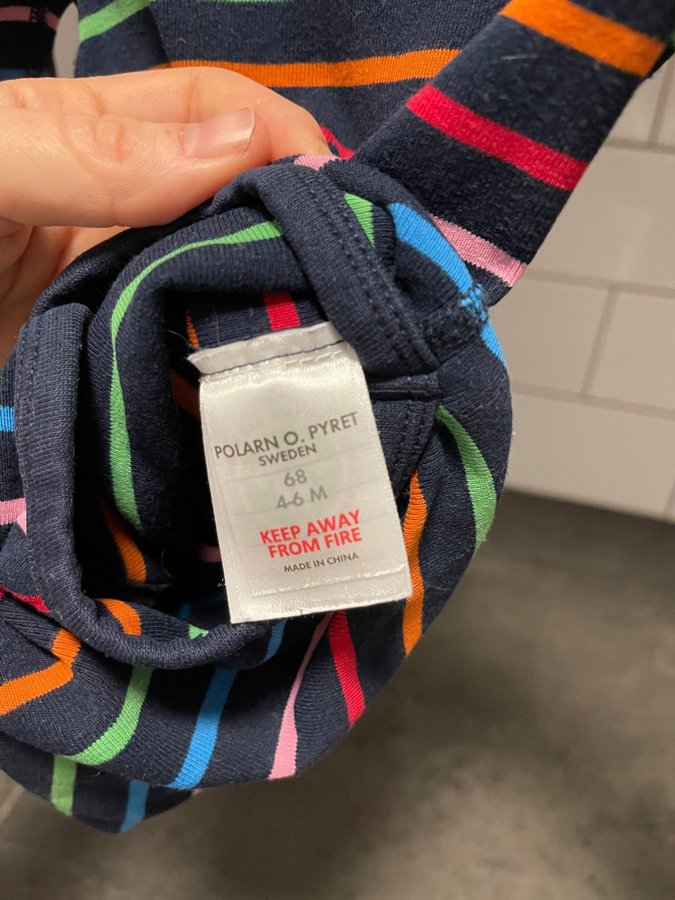 POLARN O. PYRET
SWEDEN
68
4-6 M
KEEP AWAY
FROM FIRE
MADE IN CHINA